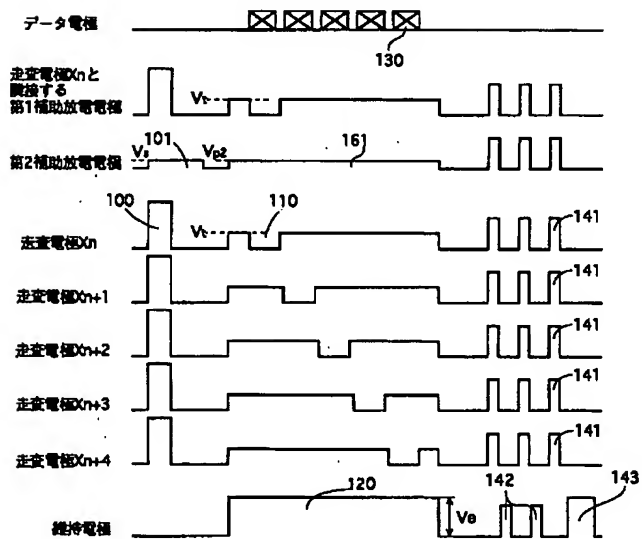 データ電極
130
走査電極Xnと
隣接する
第1補助放電電極
Vt
101
第2補助放電電極
Vs
Vp2
161
100
110
走査電極Xn
Vt
141
走査電極Xn+1
141
走査電極Xn+2
141
走査電極Xn+3
141
走査電極Xn+4
141
120
142
143
維持電極
Ve